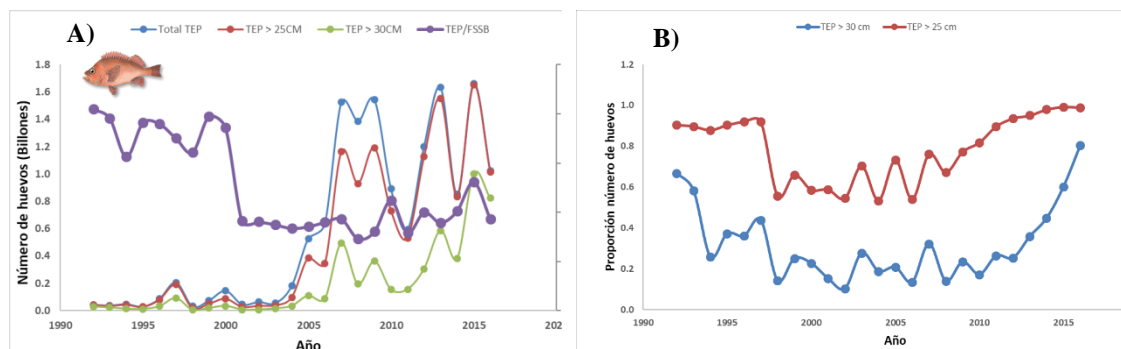 A)
Total TEP TEP > 25CM TEP > 30CM TEP/FSSB
Número de huevos (Billones)
1.8
1.6
1.4
1.2
1.0
0.8
0.6
0.4
0.2
0.0
1990 1995 2000 2005 2010 2015 202
Año
B)
TEP > 30 cm TEP > 25 cm
Proporción número de huevos
1.2
1.0
0.8
0.6
0.4
0.2
0.0
1990 1995 2000 2005 2010 2015
Año